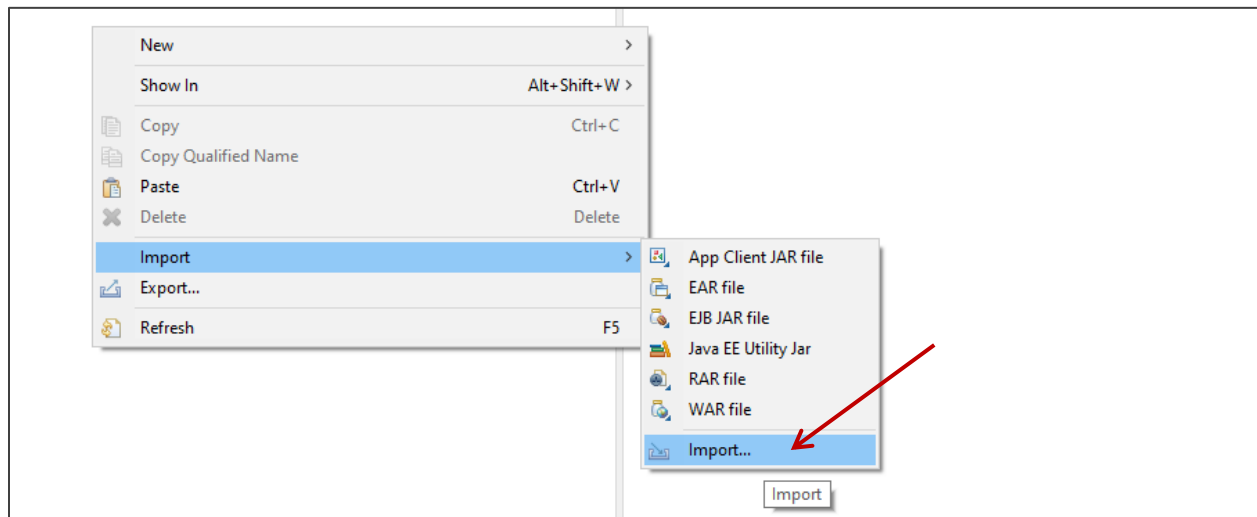 New
Show In Alt+Shift+W >
Copy Ctrl+C
Copy Qualified Name
Paste Ctrl+V
Delete Delete
Import
Export...
Refresh F5
App Client JAR file
EAR file
EJB JAR file
Java EE Utility Jar
RAR file
WAR file
Import...
Import